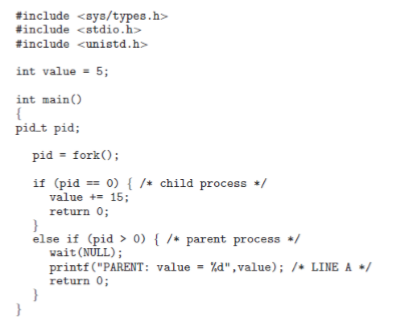 #include <sys/types.h>
#include <stdio.h>
#include <unistd.h>
int value = 5;
int main()
{
pid_t pid;
pid = fork();
if (pid == 0) { /* child process */
value += 15;
return 0;
}
else if (pid > 0) { /* parent process */
wait(NULL);
printf("PARENT: value = %d",value); /* LINE A */
return 0;
}
}